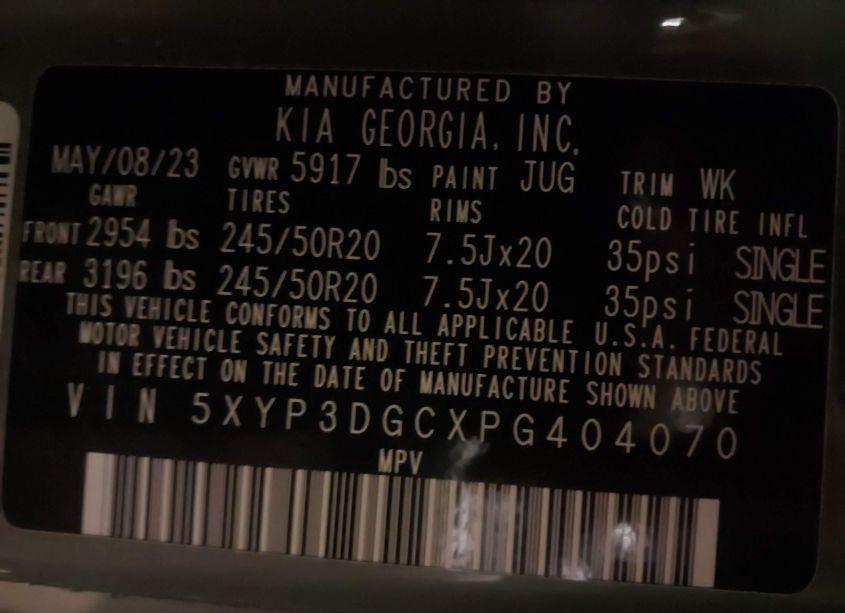 MANUFACTURED BY
KIA GEORGIA, INC.
MAY/08/23 GVWR 5917 lbs PAINT JUG TRIM WK
GAWR TIRES RIMS COLD TIRE INFL
FRONT 2954 lbs 245/50R20 7.5Jx20 35psi SINGLE
REAR 3196 lbs 245/50R20 7.5Jx20 35psi SINGLE
THIS VEHICLE CONFORMS TO ALL APPLICABLE U.S.A. FEDERAL
MOTOR VEHICLE SAFETY AND THEFT PREVENTION STANDARDS
IN EFFECT ON THE DATE OF MANUFACTURE SHOWN ABOVE
VIN 5XYP3DGCXPG404070
MPV